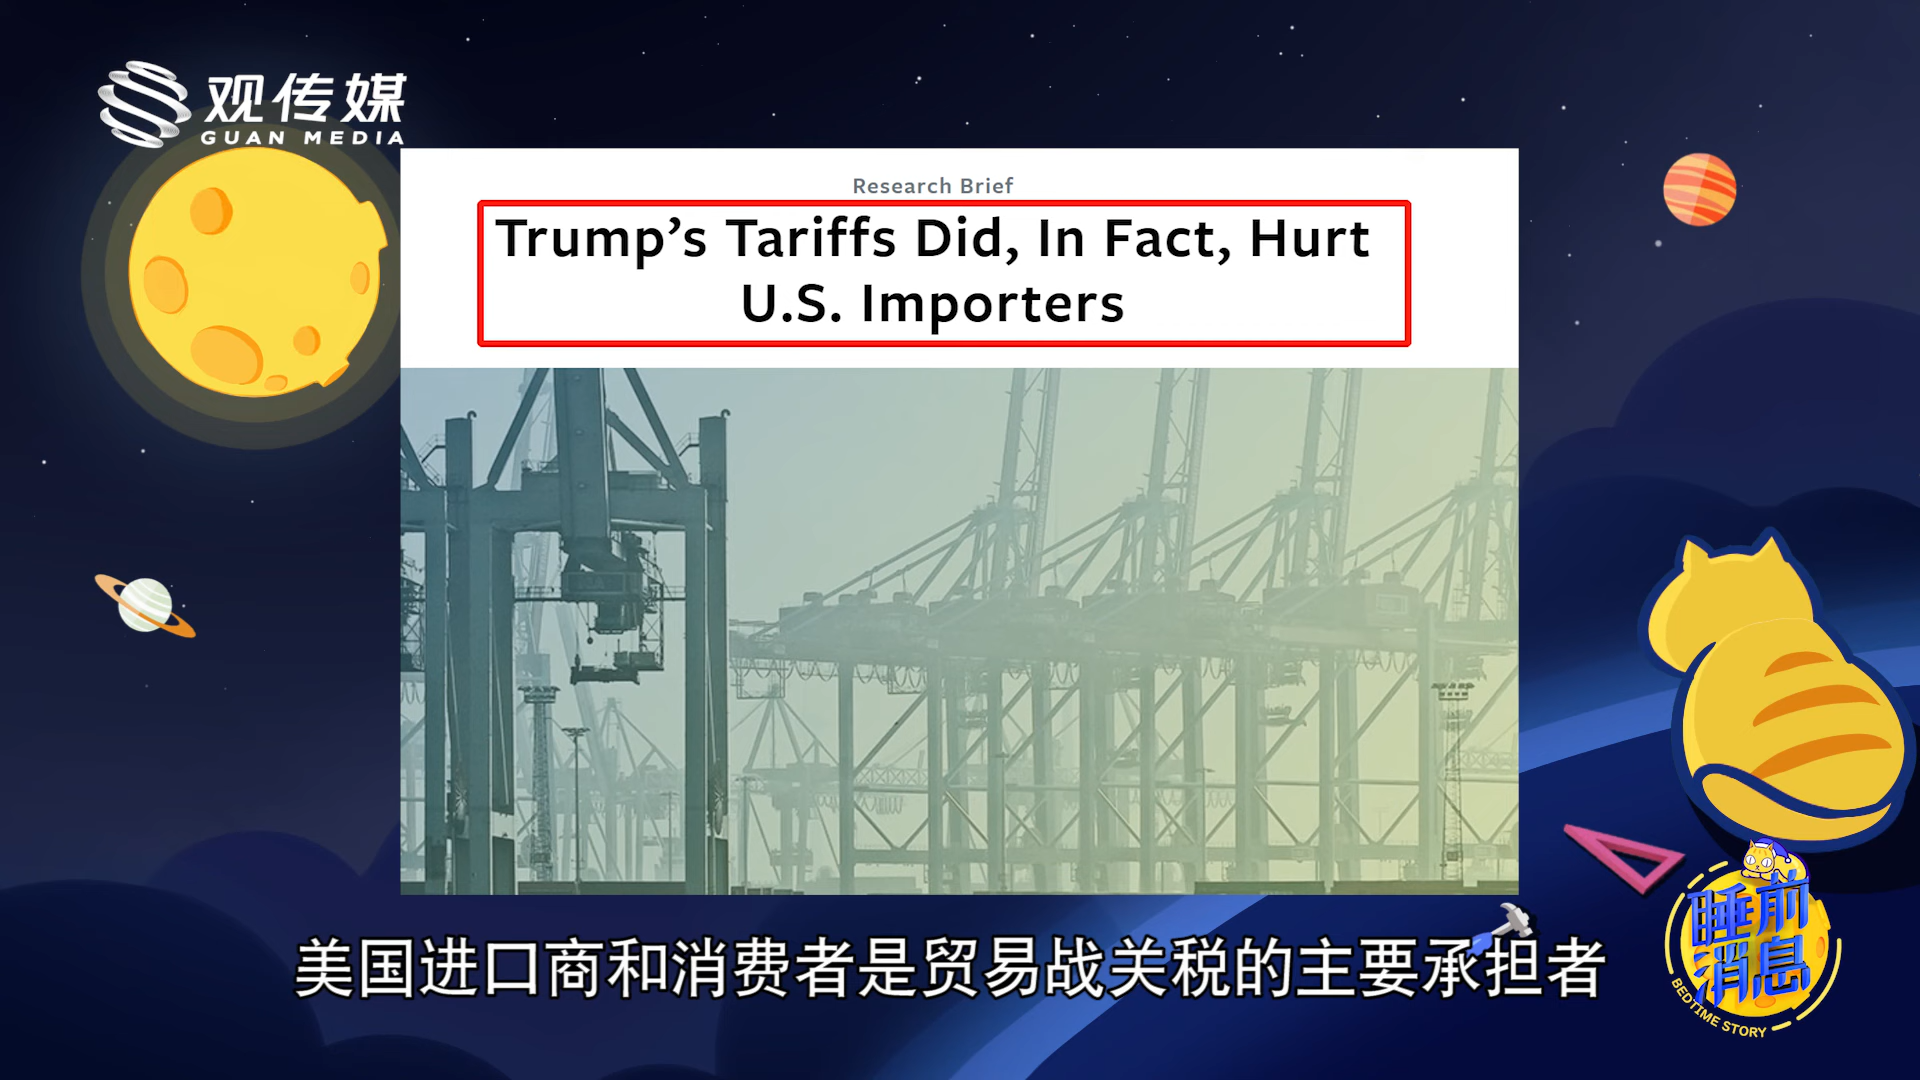 观传媒
GUAN MEDIA
Research Brief
Trump’s Tariffs Did, In Fact, Hurt
U.S. Importers
美国进口商和消费者是贸易战关税的主要承担者
睡前
消息
BEDTIME STORY